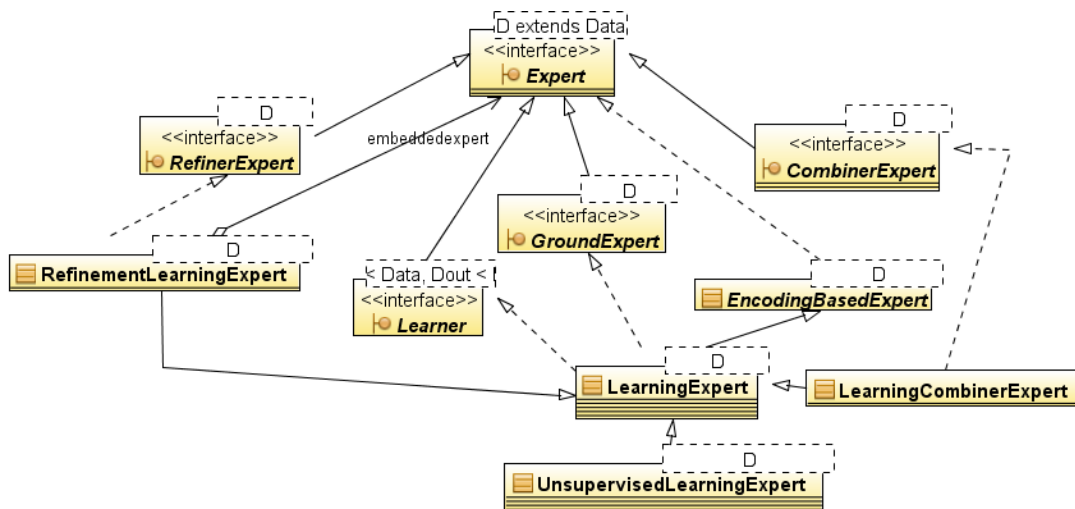 D extends Data
<<interface>>
Expert
D
<<interface>>
RefinerExpert
embeddedexpert
D
<<interface>>
CombinerExpert
D
<<interface>>
GroundExpert
D
RefinementLearningExpert
< Data, Dout <
<<interface>>
Learner
D
EncodingBasedExpert
D
LearningExpert
LearningCombinerExpert
D
UnsupervisedLearningExpert